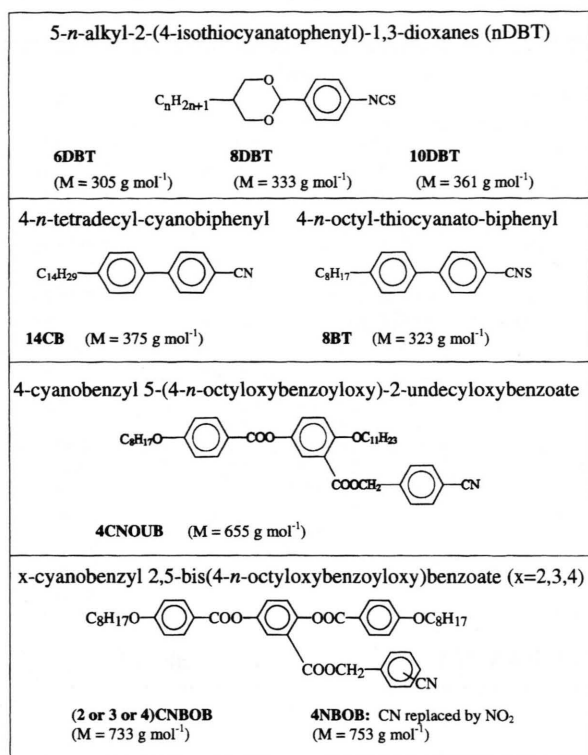 5-n-alkyl-2-(4-isothiocyanatophenyl)-1,3-dioxanes (nDBT)
CnH2n+1 O O NCS
6DBT 8DBT 10DBT
(M = 305 g mol-1) (M = 333 g mol-1) (M = 361 g mol-1)
4-n-tetradecyl-cyanobiphenyl 4-n-octyl-thiocyanato-biphenyl
C14H29 CN C8H17 CNS
14CB (M = 375 g mol-1) 8BT (M = 323 g mol-1)
4-cyanobenzyl 5-(4-n-octyloxybenzoyloxy)-2-undecyloxybenzoate
C8H17O COO OC11H23
COOCH2 CN
4CNOUB (M = 655 g mol-1)
x-cyanobenzyl 2,5-bis(4-n-octyloxybenzoyloxy)benzoate (x=2,3,4)
C8H17O COO OOC OC8H17
COOCH2 CN
(2 or 3 or 4)CNBOB 4NBOB: CN replaced by NO2
(M = 733 g mol-1) (M = 753 g mol-1)